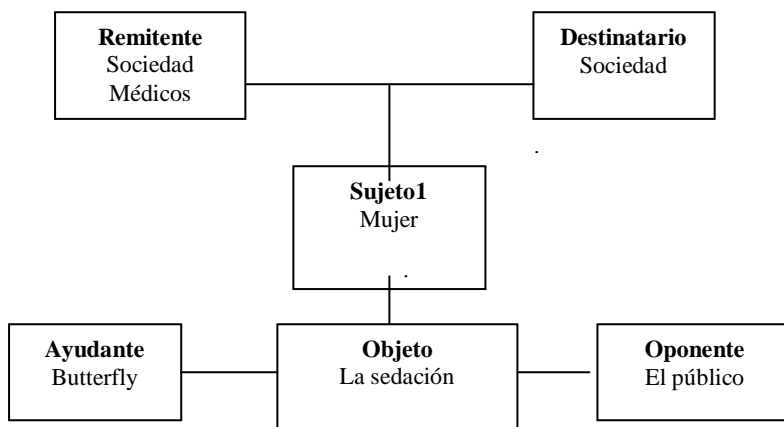 Remitente
Sociedad
Médicos
Destinatario
Sociedad
Sujeto1
Mujer
Ayudante
Butterfly
Objeto
La sedación
Oponente
El público